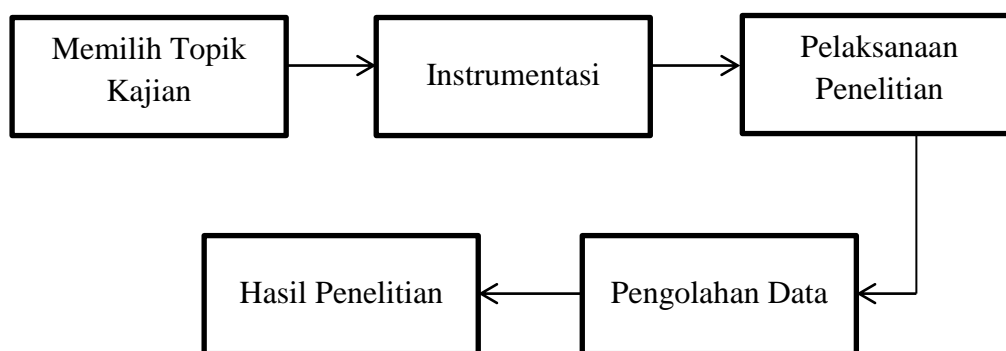 Memilih Topik
Kajian
Instrumentasi
Pelaksanaan
Penelitian
Pengolahan Data
Hasil Penelitian